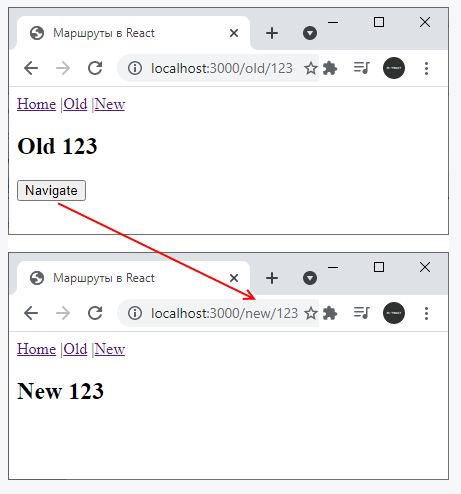 Маршруты в React
localhost:3000/old/123
Home |Old |New
Old 123
Navigate
Маршруты в React
localhost:3000/new/123
Home |Old |New
New 123